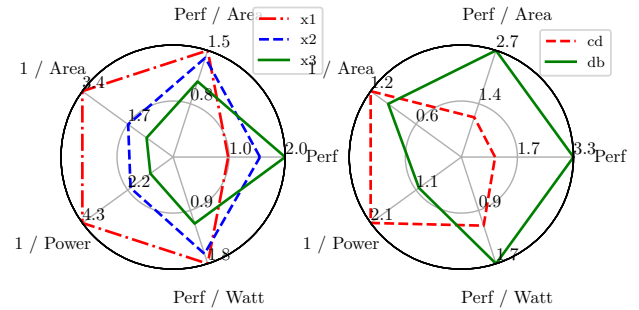 Perf / Area
1.5
x1
x2
x3
1 / Area
3.4
0.8
1.7
1.0
2.0
Perf
2.2
0.9
4.3
1.8
1 / Power
Perf / Watt
Perf / Area
2.7
cd
db
1 / Area
1.2
1.4
0.6
1.7
3.3
Perf
1.1
0.9
2.1
1.7
1 / Power
Perf / Watt